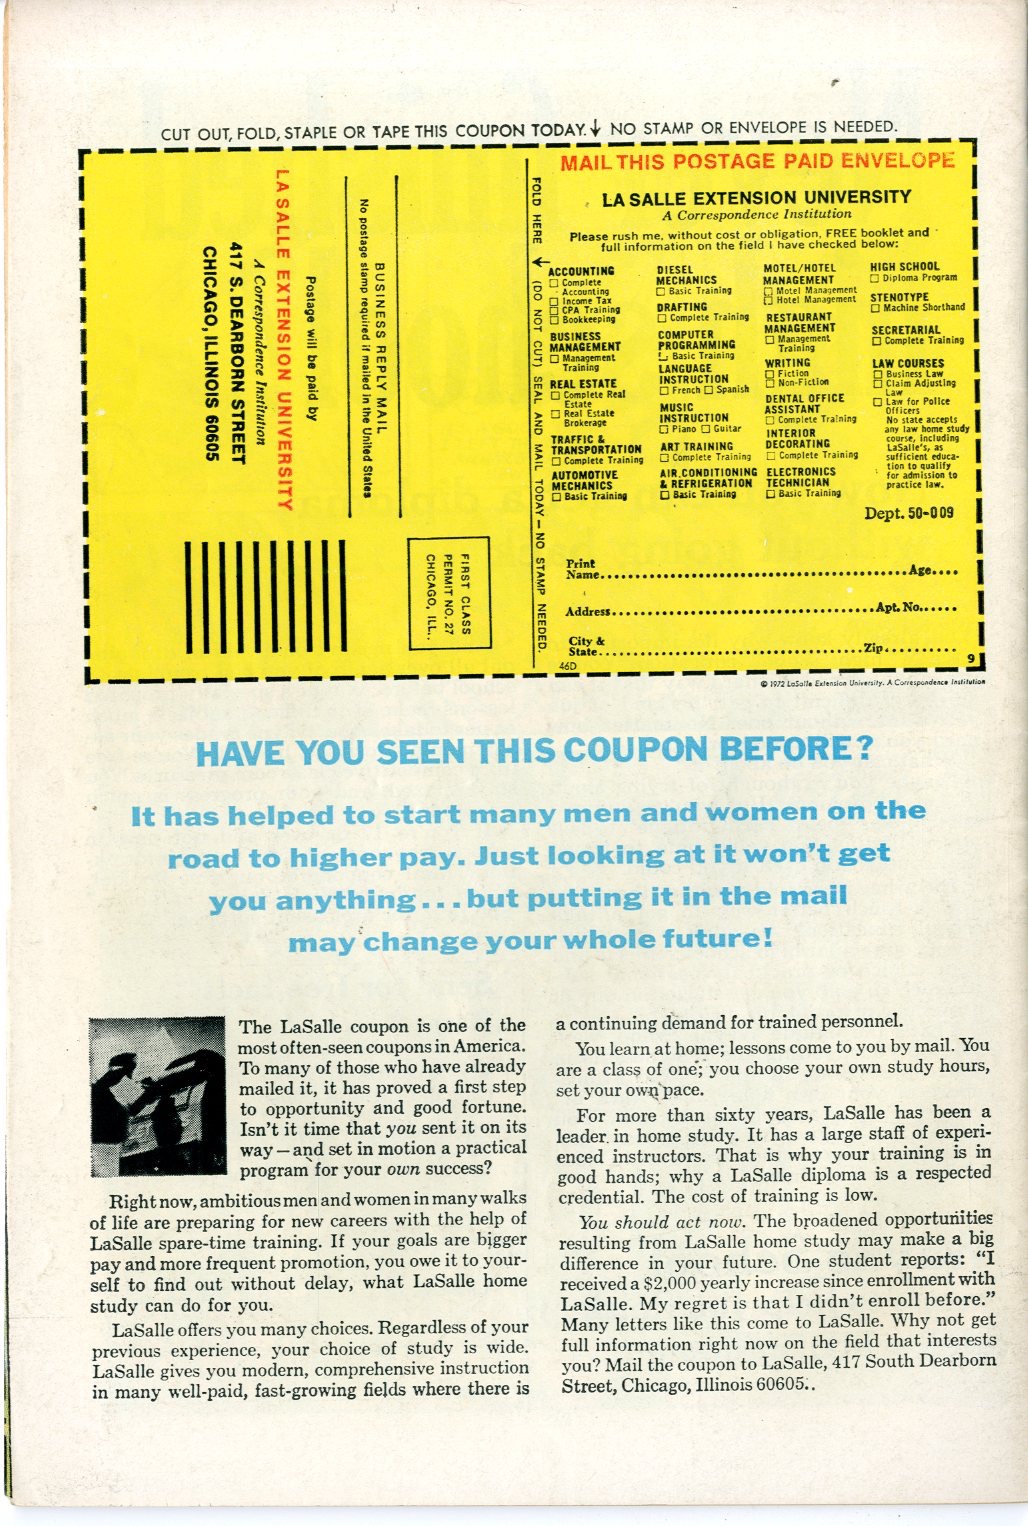 CUT OUT, FOLD, STAPLE OR TAPE THIS COUPON TODAY. ↓ NO STAMP OR ENVELOPE IS NEEDED.
LA SALLE EXTENSION UNIVERSITY
A Correspondence Institution
417 S. DEARBORN STREET
CHICAGO, ILLINOIS 60605
Postage will be paid by
No postage stamp required if mailed in the United States
BUSINESS REPLY MAIL
FIRST CLASS
PERMIT NO. 27
CHICAGO, ILL..
FOLD HERE ↓ (DO NOT CUT) SEAL AND MAIL TODAY — NO STAMP NEEDED.
MAIL THIS POSTAGE PAID ENVELOPE
LA SALLE EXTENSION UNIVERSITY
A Correspondence Institution
Please rush me, without cost or obligation, FREE booklet and
full information on the field I have checked below:
ACCOUNTING
☐ Complete
Accounting
☐ Income Tax
☐ CPA Training
☐ Bookkeeping
BUSINESS
MANAGEMENT
☐ Management
Training
REAL ESTATE
☐ Complete Real
Estate
☐ Real Estate
Brokerage
TRAFFIC &
TRANSPORTATION
☐ Complete Training
AUTOMOTIVE
MECHANICS
☐ Basic Training
DIESEL
MECHANICS
☐ Basic Training
DRAFTING
☐ Complete Training
COMPUTER
PROGRAMMING
☐ Basic Training
LANGUAGE
INSTRUCTION
☐ French ☐ Spanish
MUSIC
INSTRUCTION
☐ Piano ☐ Guitar
ART TRAINING
☐ Complete Training
AIR.CONDITIONING
& REFRIGERATION
☐ Basic Training
MOTEL/HOTEL
MANAGEMENT
☐ Motel Management
☐ Hotel Management
RESTAURANT
MANAGEMENT
☐ Management
Training
WRITING
☐ Fiction
☐ Non-Fiction
DENTAL OFFICE
ASSISTANT
☐ Complete Training
INTERIOR
DECORATING
☐ Complete Training
ELECTRONICS
TECHNICIAN
☐ Basic Training
HIGH SCHOOL
☐ Diploma Program
STENOTYPE
☐ Machine Shorthand
SECRETARIAL
☐ Complete Training
LAW COURSES
☐ Business Law
☐ Claim Adjusting
Law
☐ Law for Police
Officers
No state accepts
any law home study
course, including
LaSalle's, as
sufficient educa-
tion to qualify
for admission to
practice law.
Dept. 50-009
Print
Name........ Age....
Address........ Apt. No......
City &
State........ Zip..........
46D
9
© 1972 LaSalle Extension University. A Correspondence Institution
HAVE YOU SEEN THIS COUPON BEFORE?
It has helped to start many men and women on the
road to higher pay. Just looking at it won't get
you anything...but putting it in the mail
may change your whole future!
The LaSalle coupon is one of the
most often-seen coupons in America.
To many of those who have already
mailed it, it has proved a first step
to opportunity and good fortune.
Isn't it time that you sent it on its
way—and set in motion a practical
program for your own success?
Right now, ambitious men and women in many walks
of life are preparing for new careers with the help of
LaSalle spare-time training. If your goals are bigger
pay and more frequent promotion, you owe it to your-
self to find out without delay, what LaSalle home
study can do for you.
LaSalle offers you many choices. Regardless of your
previous experience, your choice of study is wide.
LaSalle gives you modern, comprehensive instruction
in many well-paid, fast-growing fields where there is
a continuing demand for trained personnel.
You learn at home; lessons come to you by mail. You
are a class of one; you choose your own study hours,
set your own pace.
For more than sixty years, LaSalle has been a
leader in home study. It has a large staff of experi-
enced instructors. That is why your training is in
good hands; why a LaSalle diploma is a respected
credential. The cost of training is low.
You should act now. The broadened opportunities
resulting from LaSalle home study may make a big
difference in your future. One student reports: "I
received a $2,000 yearly increase since enrollment with
LaSalle. My regret is that I didn't enroll before."
Many letters like this come to LaSalle. Why not get
full information right now on the field that interests
you? Mail the coupon to LaSalle, 417 South Dearborn
Street, Chicago, Illinois 60605..